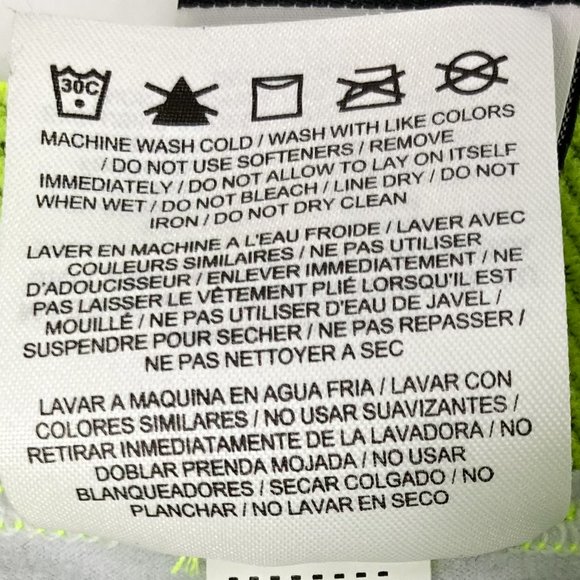 30C
MACHINE WASH COLD / WASH WITH LIKE COLORS
/ DO NOT USE SOFTENERS / REMOVE
IMMEDIATELY / DO NOT ALLOW TO LAY ON ITSELF
WHEN WET / DO NOT BLEACH / LINE DRY / DO NOT
IRON / DO NOT DRY CLEAN
LAVER EN MACHINE A L'EAU FROIDE / LAVER AVEC
COULEURS SIMILAIRES / NE PAS UTILISER
D'ADOUCISSEUR / ENLEVER IMMEDIATEMENT / NE
PAS LAISSER LE VÊTEMENT PLIÉ LORSQU'IL EST
MOUILLÉ / NE PAS UTILISER D'EAU DE JAVEL /
SUSPENDRE POUR SECHER / NE PAS REPASSER /
NE PAS NETTOYER A SEC
LAVAR A MAQUINA EN AGUA FRIA / LAVAR CON
COLORES SIMILARES / NO USAR SUAVIZANTES /
RETIRAR INMEDIATAMENTE DE LA LAVADORA / NO
DOBLAR PRENDA MOJADA / NO USAR
BLANQUEADORES / SECAR COLGADO / NO
PLANCHAR / NO LAVAR EN SECO